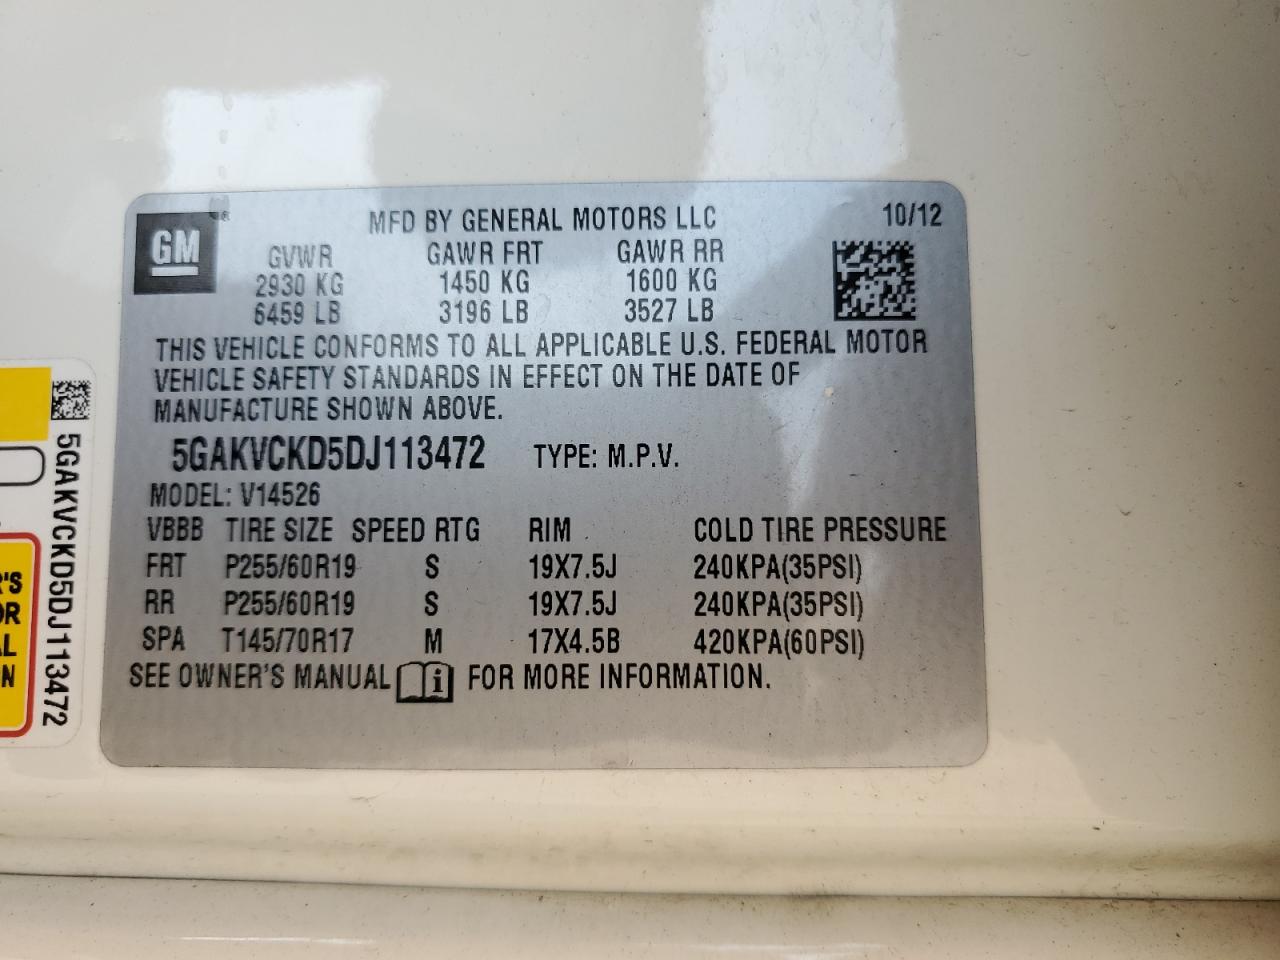 GM
MFD BY GENERAL MOTORS LLC 10/12
GVWR GAWR FRT GAWR RR
2930 KG 1450 KG 1600 KG
6459 LB 3196 LB 3527 LB
THIS VEHICLE CONFORMS TO ALL APPLICABLE U.S. FEDERAL MOTOR
VEHICLE SAFETY STANDARDS IN EFFECT ON THE DATE OF
MANUFACTURE SHOWN ABOVE.
5GAKVCKD5DJ113472 TYPE: M.P.V.
MODEL: V14526
VBBB TIRE SIZE SPEED RTG RIM COLD TIRE PRESSURE
FRT P255/60R19 S 19X7.5J 240KPA(35PSI)
RR P255/60R19 S 19X7.5J 240KPA(35PSI)
SPA T145/70R17 M 17X4.5B 420KPA(60PSI)
SEE OWNER'S MANUAL i FOR MORE INFORMATION.
5GAKVCKD5DJ113472
R'S
OR
AL
N